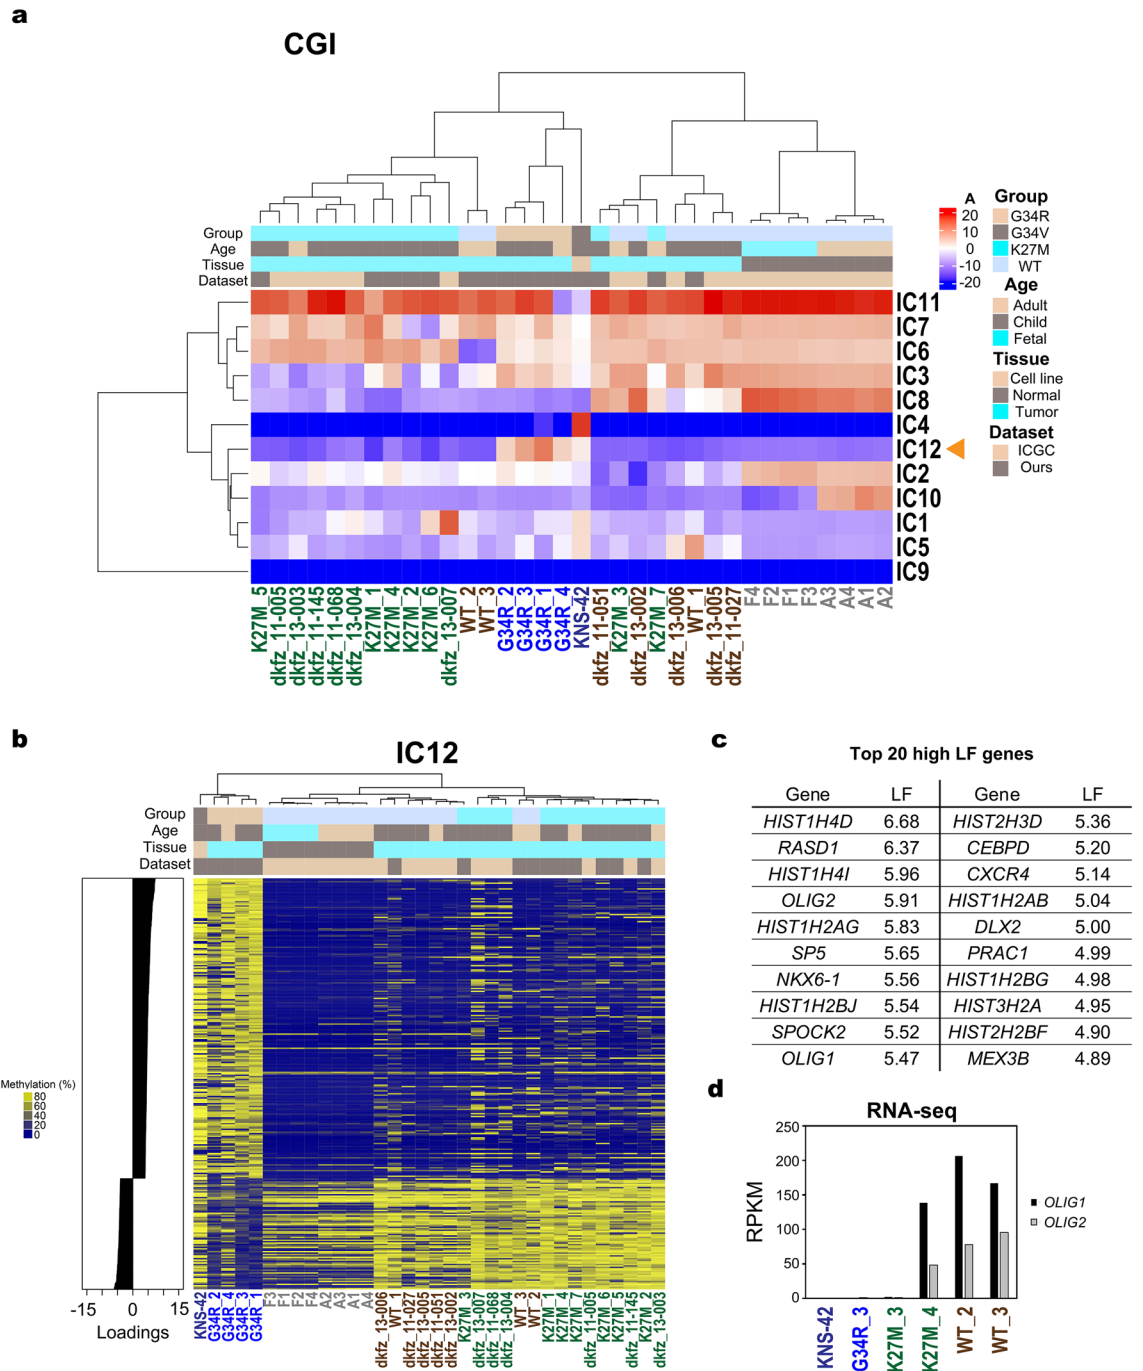 a
CGI
Group
Age
Tissue
Dataset
A
20
10
0
-10
-20
Group
G34R
G34V
K27M
WT
Age
Adult
Child
Fetal
Tissue
Cell line
Normal
Tumor
Dataset
ICGC
Ours
IC11
IC7
IC6
IC3
IC8
IC4
IC12
IC2
IC10
IC1
IC5
IC9
K27M_5
dkfz_11-005
dkfz_13-003
dkfz_11-145
dkfz_11-068
dkfz_13-004
K27M_1
K27M_4
K27M_2
K27M_6
dkfz_13-007
WT_2
WT_3
G34R_2
G34R_3
G34R_1
G34R_4
KNS-42
dkfz_11-051
K27M_3
dkfz_13-002
K27M_7
dkfz_13-006
WT_1
dkfz_13-005
dkfz_11-027
F4
F2
F1
F3
A3
A4
A1
A2
b
IC12
Group
Age
Tissue
Dataset
Methylation (%)
80
60
40
20
0
-15 0 15
Loadings
KNS-42
G34R_2
G34R_4
G34R_3
G34R_1
F3
F1
F2
F4
A2
A3
A1
A4
dkfz_13-006
WT_1
dkfz_11-027
dkfz_13-005
dkfz_11-051
dkfz_13-002
K27M_3
dkfz_13-007
dkfz_11-068
dkfz_13-004
WT_3
WT_2
K27M_1
K27M_4
K27M_7
dkfz_11-005
K27M_6
K27M_5
dkfz_11-145
K27M_2
dkfz_13-003
c
Top 20 high LF genes
Gene LF Gene LF
HIST1H4D 6.68 HIST2H3D 5.36
RASD1 6.37 CEBPD 5.20
HIST1H4I 5.96 CXCR4 5.14
OLIG2 5.91 HIST1H2AB 5.04
HIST1H2AG 5.83 DLX2 5.00
SP5 5.65 PRAC1 4.99
NKX6-1 5.56 HIST1H2BG 4.98
HIST1H2BJ 5.54 HIST3H2A 4.95
SPOCK2 5.52 HIST2H2BF 4.90
OLIG1 5.47 MEX3B 4.89
d
RNA-seq
RPKM
250
200
150
100
50
0
OLIG1
OLIG2
KNS-42
G34R_3
K27M_3
K27M_4
WT_2
WT_3